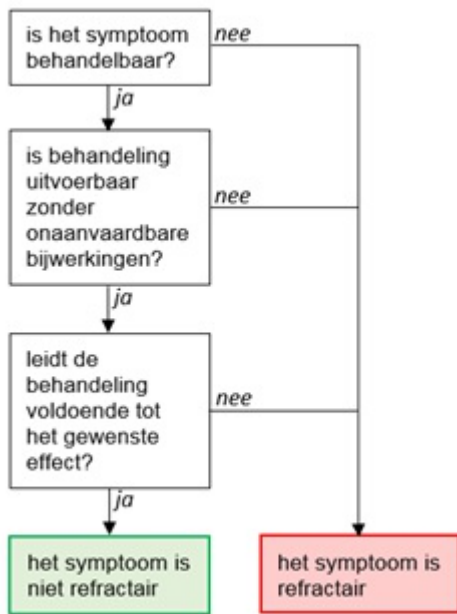 is het symptoom
behandelbaar?
nee
ja
is behandeling
uitvoerbaar
zonder
onaanvaardbare
bijwerkingen?
nee
ja
leidt de
behandeling
voldoende tot
het gewenste
effect?
nee
ja
het symptoom is
niet refractair
het symptoom is
refractair